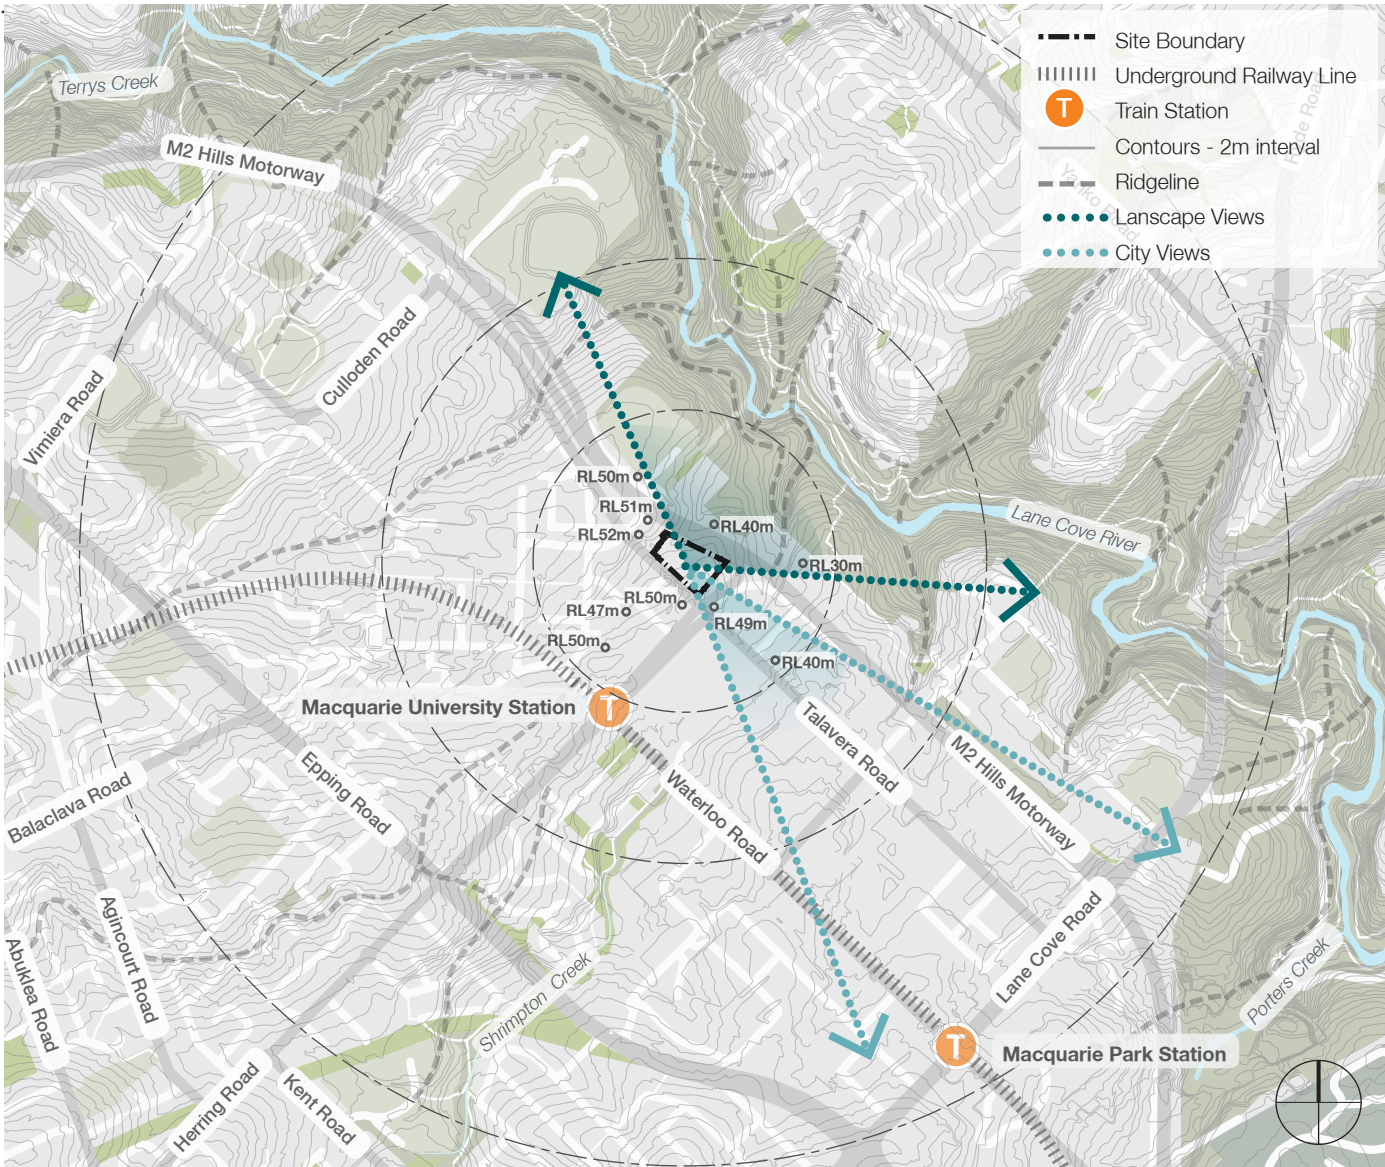 Site Boundary
Underground Railway Line
T
Train Station
Contours - 2m interval
Ridgeline
Lanscape Views
City Views
Yanko Road
Terrys Creek
M2 Hills Motorway
Culloden Road
Vimiera Road
RL50m
RL51m
RL52m
RL40m
RL30m
Lane Cove River
RL50m
RL47m
RL49m
RL50m
RL40m
Macquarie University Station
T
Talavera Road
M2 Hills Motorway
Epping Road
Waterloo Road
Balaclava Road
Agincourt Road
Abuklea Road
Lane Cove Road
Shrimpton Creek
Porters Creek
T
Macquarie Park Station
Herring Road
Kent Road